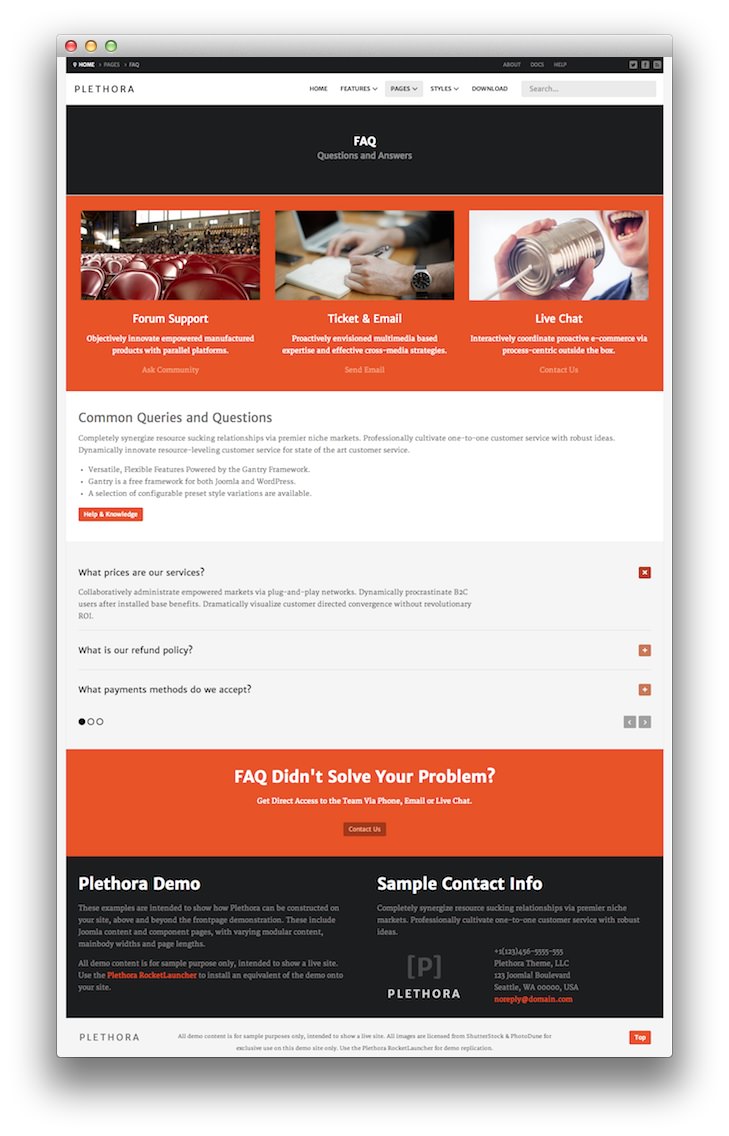 HOME > PAGES > FAQ ABOUT DOCS HELP
PLETHORA HOME FEATURES PAGES STYLES DOWNLOAD Search...
FAQ
Questions and Answers
Forum Support
Objectively innovate empowered manufactured
products with parallel platforms.
Ask Community
Ticket & Email
Proactively envisioned multimedia based
expertise and effective cross-media strategies.
Send Email
Live Chat
Interactively coordinate proactive e-commerce via
process-centric outside the box.
Contact Us
Common Queries and Questions
Completely synergize resource sucking relationships via premier niche markets. Professionally cultivate one-to-one customer service with robust ideas.
Dynamically innovate resource-leveling customer service for state of the art customer service.
• Versatile, Flexible Features Powered by the Gantry Framework.
• Gantry is a free framework for both Joomla and WordPress.
• A selection of configurable preset style variations are available.
Help & Knowledge
What prices are our services?
Collaboratively administrate empowered markets via plug-and-play networks. Dynamically procrastinate B2C
users after installed base benefits. Dramatically visualize customer directed convergence without revolutionary
ROI.
What is our refund policy?
What payments methods do we accept?
FAQ Didn't Solve Your Problem?
Get Direct Access to the Team Via Phone, Email or Live Chat.
Contact Us
Plethora Demo
These examples are intended to show how Plethora can be constructed on
your site, above and beyond the frontpage demonstration. These include
Joomla content and component pages, with varying modular content,
mainbody widths and page lengths.
All demo content is for sample purpose only, intended to show a live site.
Use the Plethora RocketLauncher to install an equivalent of the demo onto
your site.
Sample Contact Info
Completely synergize resource sucking relationships via premier niche
markets. Professionally cultivate one-to-one customer service with robust
ideas.
[P]
PLETHORA
+1(123)456-5555-555
Plethora Theme, LLC
123 Joomla! Boulevard
Seattle, WA 00000, USA
noreply@domain.com
PLETHORA
All demo content is for sample purposes only, intended to show a live site. All images are licensed from ShutterStock & PhotoDune for
exclusive use on this demo site only. Use the Plethora RocketLauncher for demo replication.
Top